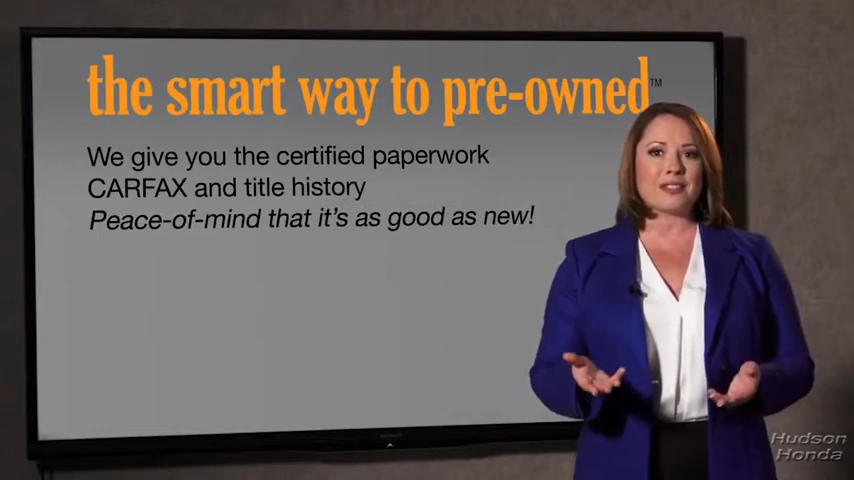 the smart way to pre-owned™
We give you the certified paperwork
CARFAX and title history
Peace-of-mind that it's as good as new!
Hudson
Honda